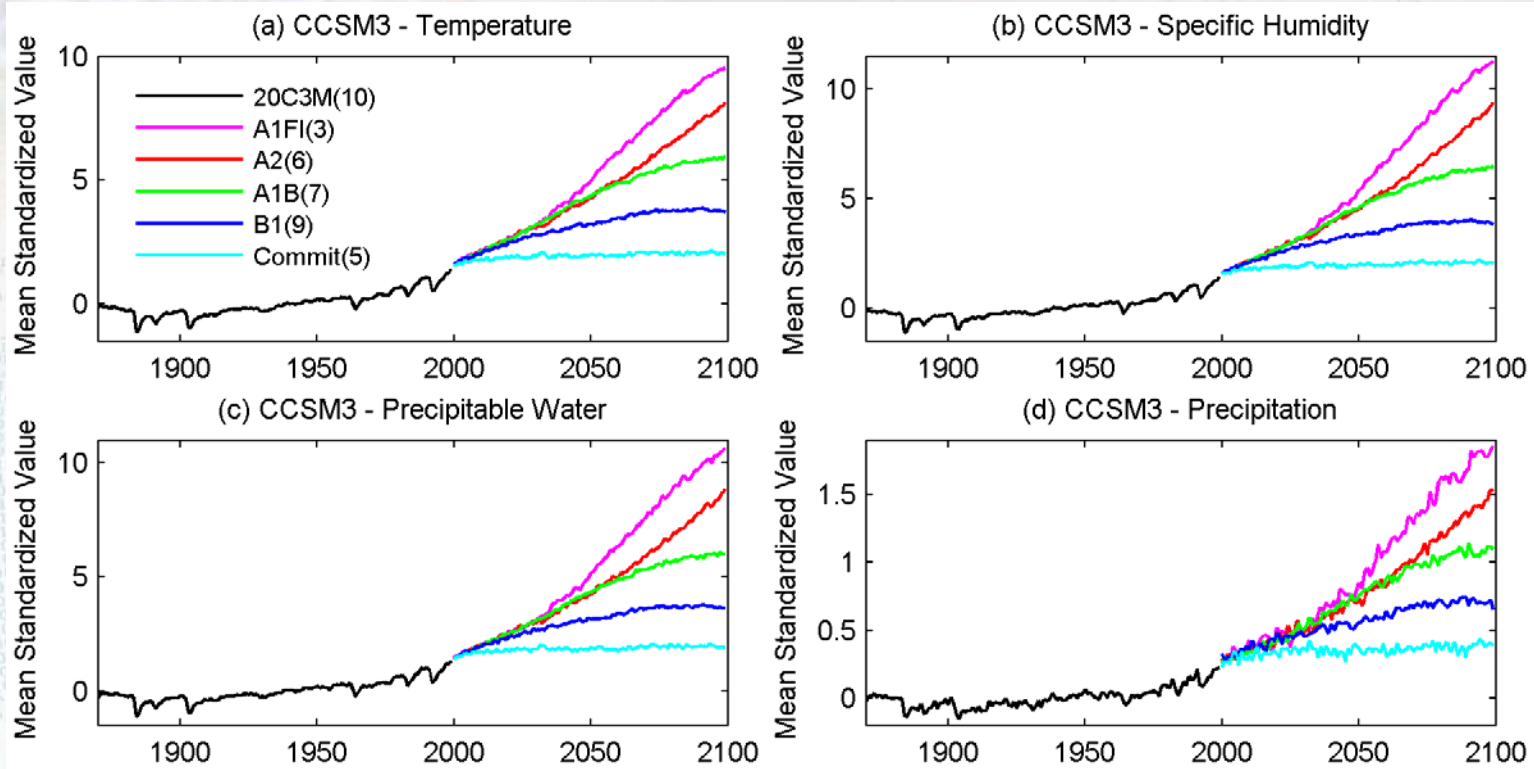 (a) CCSM3 - Temperature
Mean Standardized Value
10
5
0
20C3M(10)
A1FI(3)
A2(6)
A1B(7)
B1(9)
Commit(5)
1900 1950 2000 2050 2100
(b) CCSM3 - Specific Humidity
Mean Standardized Value
10
5
0
1900 1950 2000 2050 2100
(c) CCSM3 - Precipitable Water
Mean Standardized Value
10
5
0
1900 1950 2000 2050 2100
(d) CCSM3 - Precipitation
Mean Standardized Value
1.5
1
0.5
0
1900 1950 2000 2050 2100